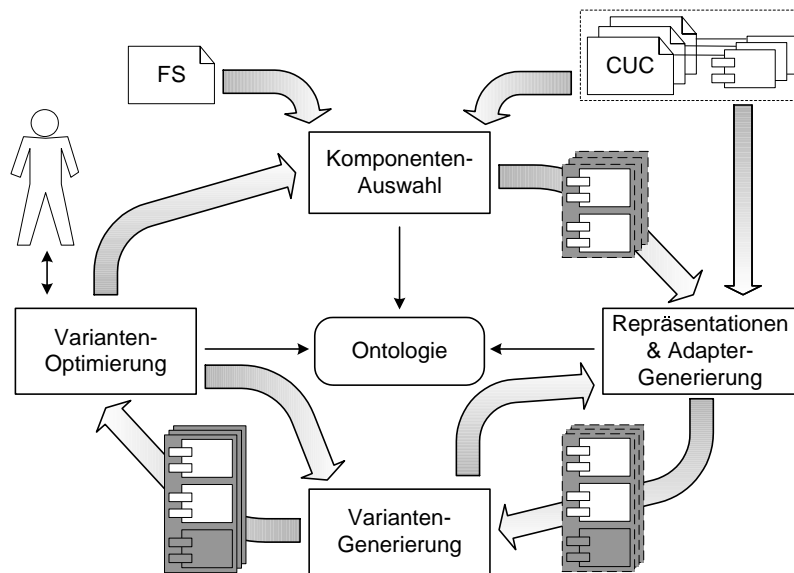 FS
CUC
Komponenten-
Auswahl
Varianten-
Optimierung
Ontologie
Repräsentationen
& Adapter-
Generierung
Varianten-
Generierung